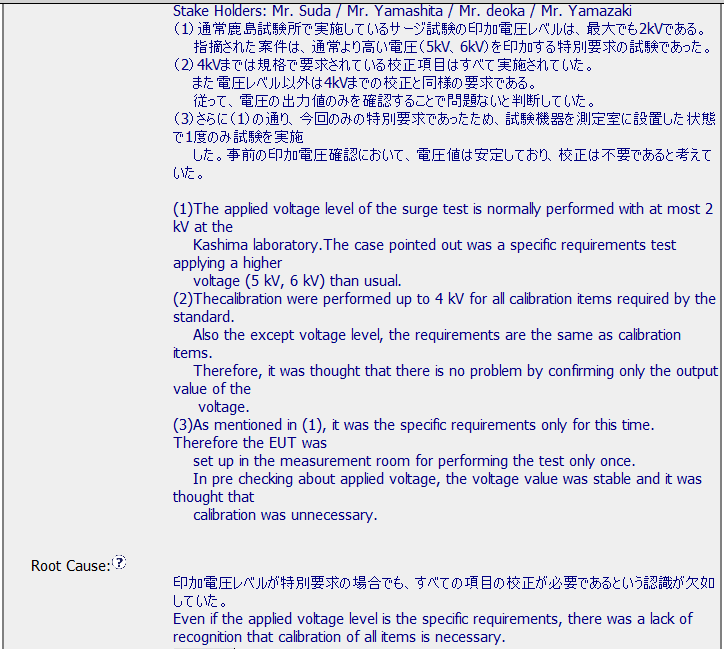 Stake Holders: Mr. Suda / Mr. Yamashita / Mr. deoka / Mr. Yamazaki
(1) 通常鹿島試験所で実施しているサージ試験の印加電圧レベルは、最大でも2kVである。
指摘された案件は、通常より高い電圧(5kV、6kV)を印加する特別要求の試験であった。
(2) 4kVまでは規格で要求されている校正項目はすべて実施されていた。
また電圧レベル以外は4kVまでの校正と同様の要求である。
従って、電圧の出力値のみを確認することで問題ないと判断していた。
(3)さらに(1)の通り、今回のみの特別要求であったため、試験機器を測定室に設置した状態
で1度のみ試験を実施
した。事前の印加電圧確認において、電圧値は安定しており、校正は不要であると考えて
いた。
(1)The applied voltage level of the surge test is normally performed with at most 2
kV at the
Kashima laboratory.The case pointed out was a specific requirements test
applying a higher
voltage (5 kV, 6 kV) than usual.
(2)Thecalibration were performed up to 4 kV for all calibration items required by the
standard.
Also the except voltage level, the requirements are the same as calibration
items.
Therefore, it was thought that there is no problem by confirming only the output
value of the
voltage.
(3)As mentioned in (1), it was the specific requirements only for this time.
Therefore the EUT was
set up in the measurement room for performing the test only once.
In pre checking about applied voltage, the voltage value was stable and it was
thought that
calibration was unnecessary.
Root Cause:?
印加電圧レベルが特別要求の場合でも、すべての項目の校正が必要であるという認識が欠如
していた。
Even if the applied voltage level is the specific requirements, there was a lack of
recognition that calibration of all items is necessary.